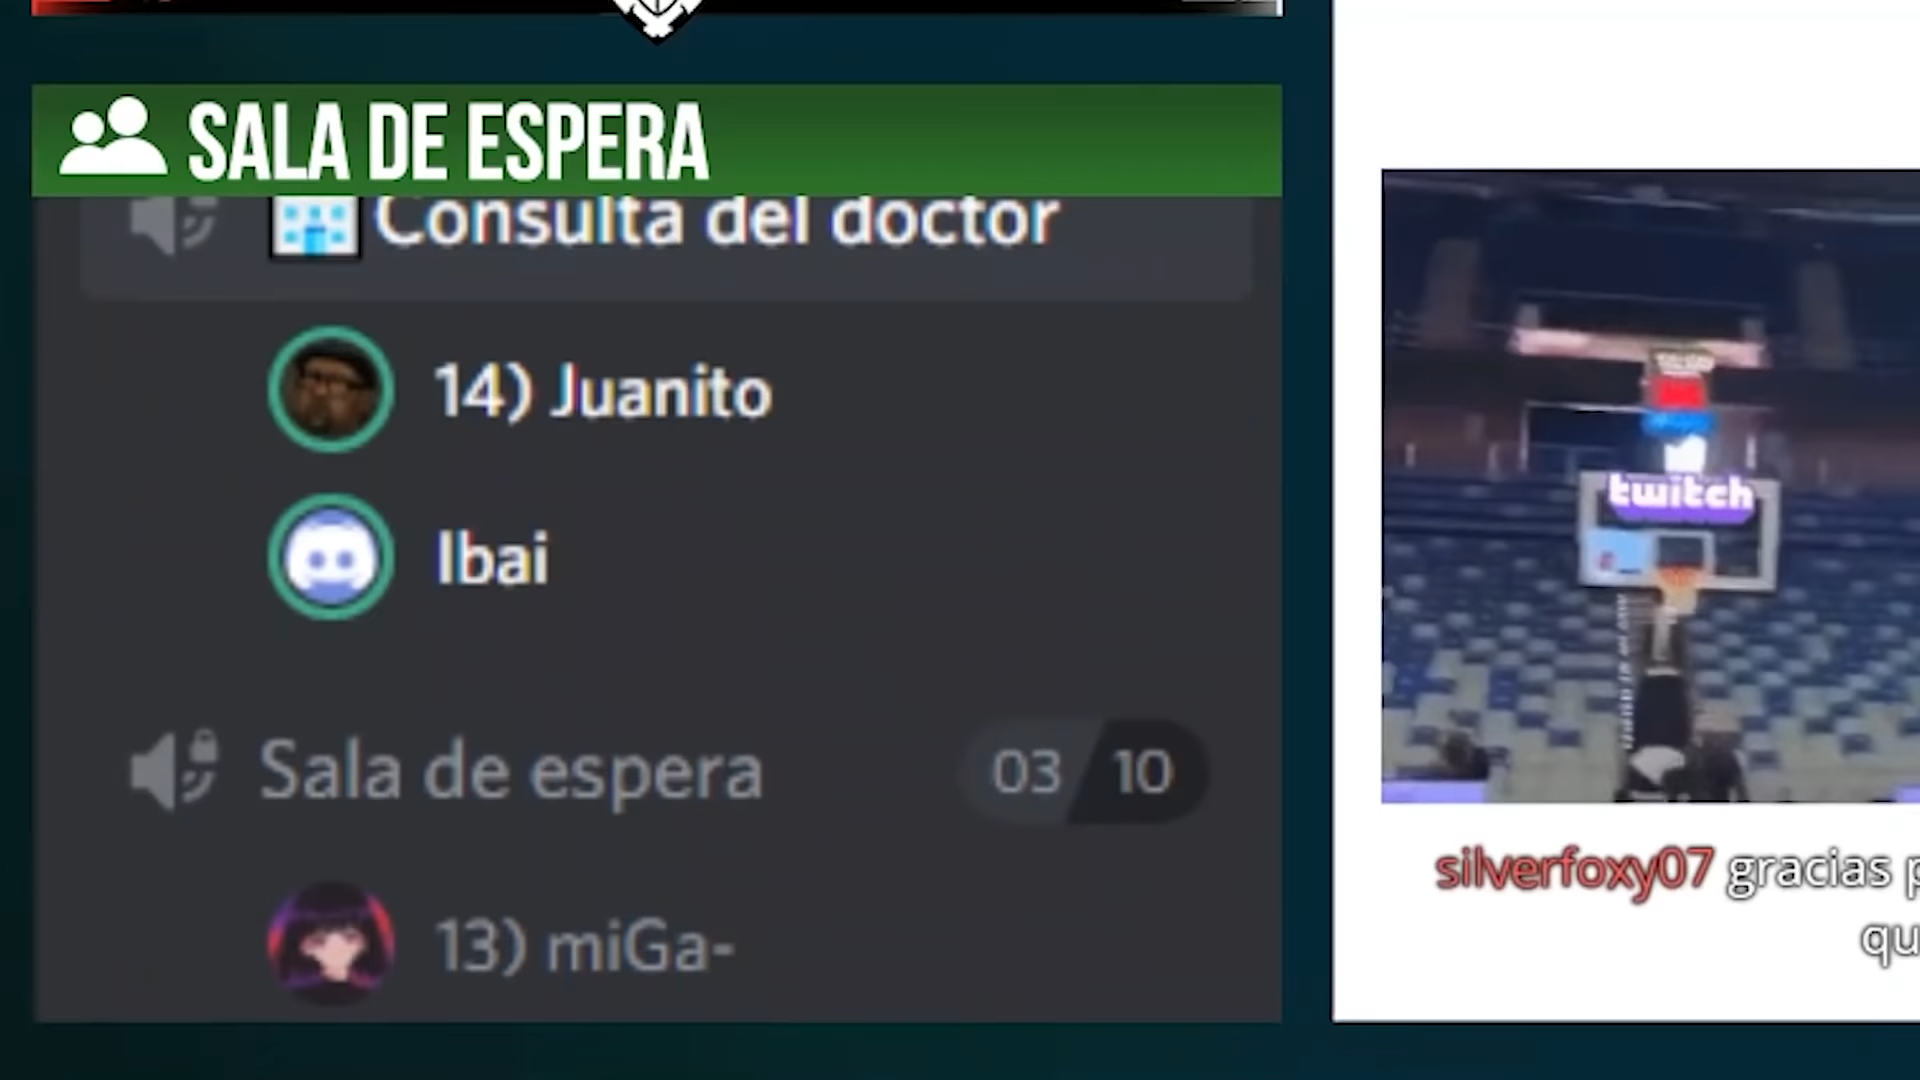 SALA DE ESPERA
Consulta del doctor
14) Juanito
Ibai
Sala de espera 03 10
13) miGa-
twitch
silverfoxy07 gracias p
qu